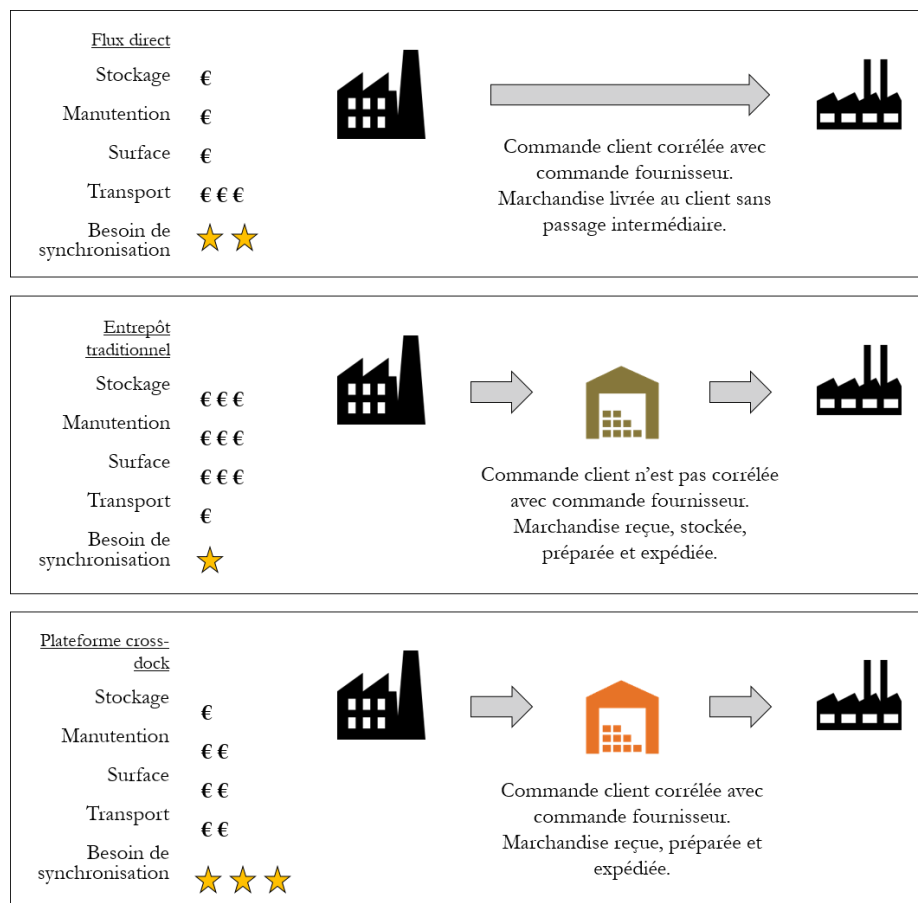 Flux direct
Stockage €
Manutention €
Surface €
Transport € € €
Besoin de
synchronisation
Commande client corrélée avec
commande fournisseur.
Marchandise livrée au client sans
passage intermédiaire.
Entrepôt
traditionnel
Stockage € € €
Manutention € € €
Surface € € €
Transport €
Besoin de
synchronisation
Commande client n’est pas corrélée
avec commande fournisseur.
Marchandise reçue, stockée,
préparée et expédiée.
Plateforme cross-
dock
Stockage €
Manutention € €
Surface € €
Transport € €
Besoin de
synchronisation
Commande client corrélée avec
commande fournisseur.
Marchandise reçue, préparée et
expédiée.